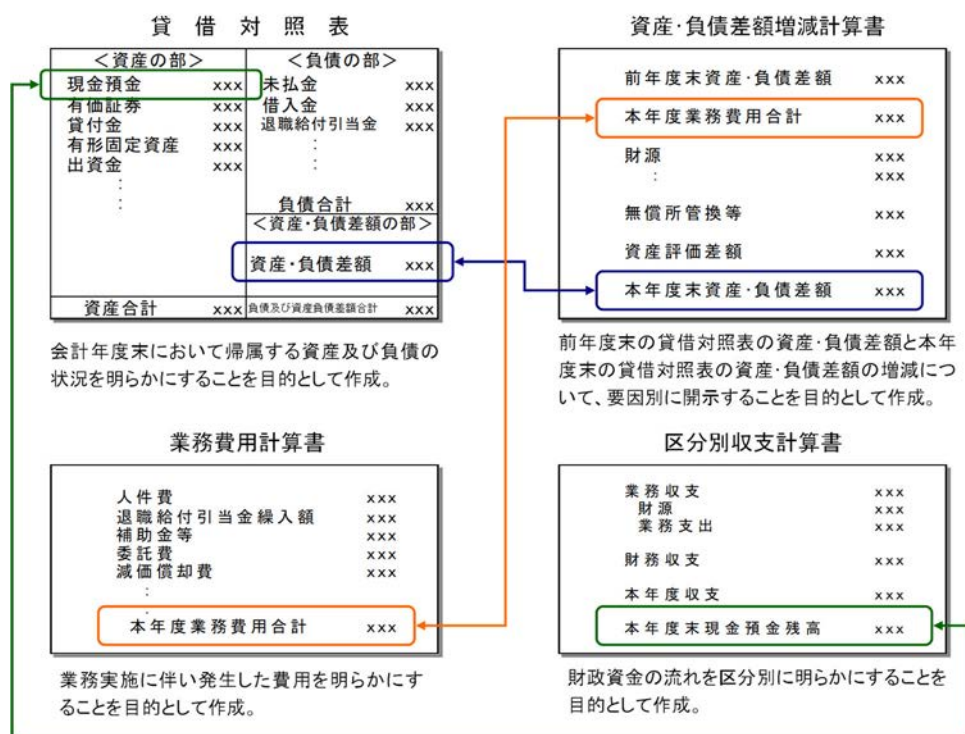 貸借対照表
<資産の部>
現金預金 xxx
有価証券 xxx
貸付金 xxx
有形固定資産 xxx
出資金 xxx
:
:
資産合計 xxx
<負債の部>
未払金 xxx
借入金 xxx
退職給付引当金 xxx
:
:
負債合計 xxx
<資産・負債差額の部>
資産・負債差額 xxx
負債及び資産負債差額合計 xxx
会計年度末において帰属する資産及び負債の
状況を明らかにすることを目的として作成。
資産・負債差額増減計算書
前年度末資産・負債差額 xxx
本年度業務費用合計 xxx
財源 xxx
: xxx
無償所管換等 xxx
資産評価差額 xxx
本年度末資産・負債差額 xxx
前年度末の貸借対照表の資産・負債差額と本年
度末の貸借対照表の資産・負債差額の増減につ
いて、要因別に開示することを目的として作成。
業務費用計算書
人件費 xxx
退職給付引当金繰入額 xxx
補助金等 xxx
委託費 xxx
減価償却費 xxx
:
:
本年度業務費用合計 xxx
業務実施に伴い発生した費用を明らかにす
ることを目的として作成。
区分別収支計算書
業務収支 xxx
財源 xxx
業務支出 xxx
財務収支 xxx
本年度収支 xxx
本年度末現金預金残高 xxx
財政資金の流れを区分別に明らかにすることを
目的として作成。